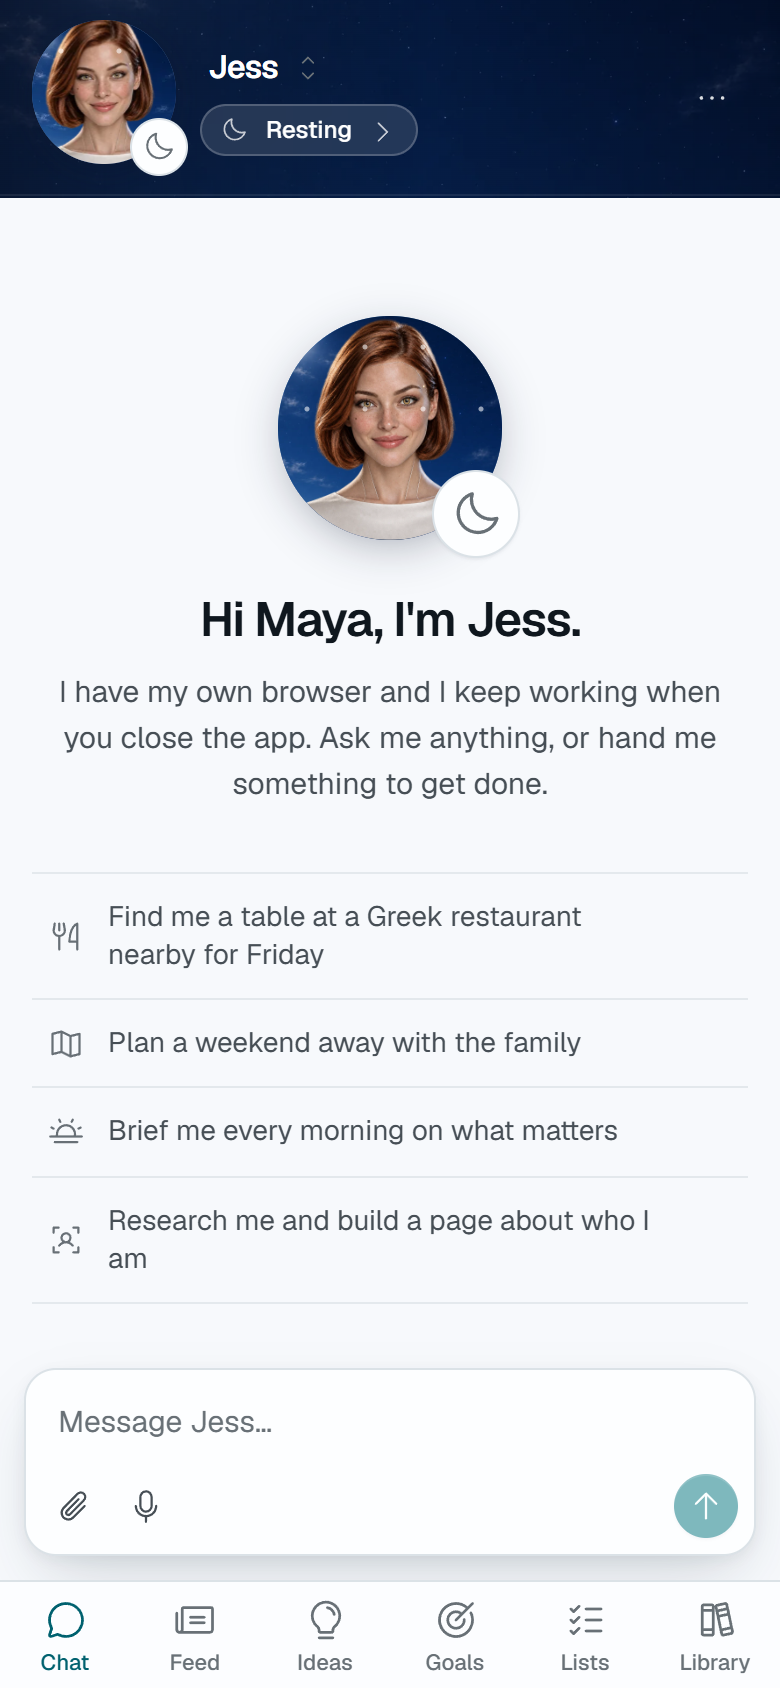 Jess
Resting
Hi Maya, I'm Jess.
I have my own browser and I keep working when
you close the app. Ask me anything, or hand me
something to get done.
Find me a table at a Greek restaurant
nearby for Friday
Plan a weekend away with the family
Brief me every morning on what matters
Research me and build a page about who I
am
Message Jess...
Chat
Feed
Ideas
Goals
Lists
Library